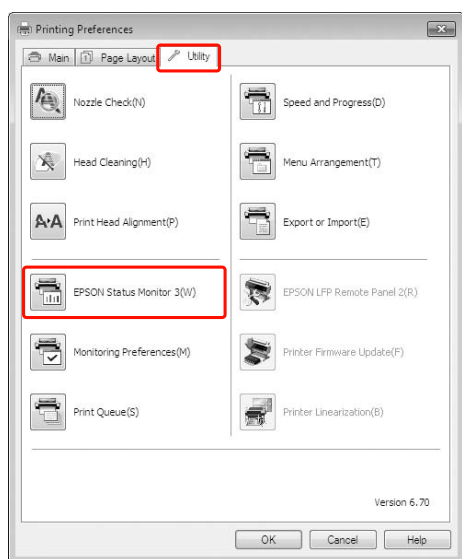 Printing Preferences
Main
Page Layout
Utility
Nozzle Check(N)
Speed and Progress(D)
Head Cleaning(H)
Menu Arrangement(T)
A A
Print Head Alignment(P)
Export or Import(E)
EPSON Status Monitor 3(W)
EPSON LFP Remote Panel 2(R)
Monitoring Preferences(M)
Printer Firmware Update(F)
Print Queue(S)
Printer Linearization(B)
Version 6.70
OK
Cancel
Help